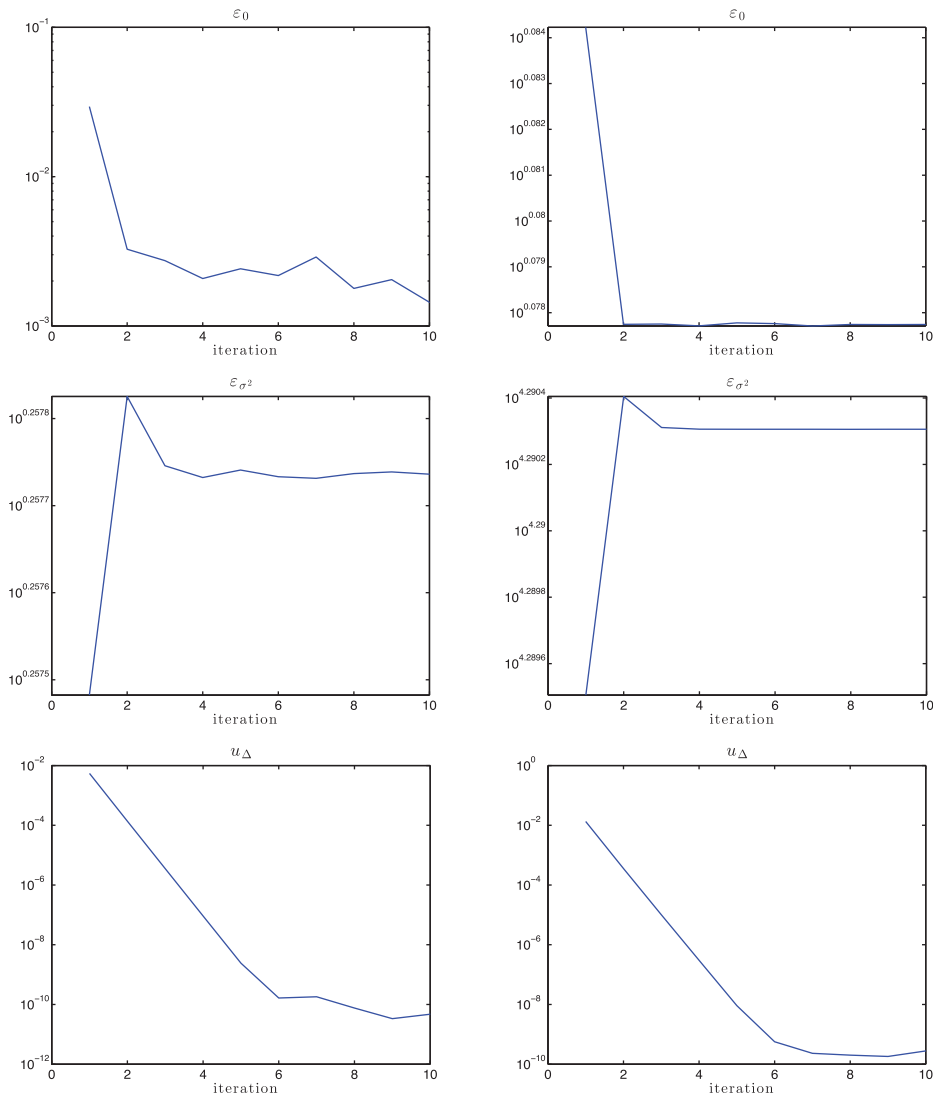 ε₀
10⁻¹
10⁻²
10⁻³
0 2 4 6 8 10
iteration
ε₀
10^0.084
10^0.083
10^0.082
10^0.081
10^0.08
10^0.079
10^0.078
0 2 4 6 8 10
iteration
ε_σ²
10^0.2578
10^0.2577
10^0.2576
10^0.2575
0 2 4 6 8 10
iteration
ε_σ²
10^4.2904
10^4.2902
10^4.29
10^4.2898
10^4.2896
0 2 4 6 8 10
iteration
u_Δ
10⁻²
10⁻⁴
10⁻⁶
10⁻⁸
10⁻¹⁰
10⁻¹²
0 2 4 6 8 10
iteration
u_Δ
10⁰
10⁻²
10⁻⁴
10⁻⁶
10⁻⁸
10⁻¹⁰
0 2 4 6 8 10
iteration